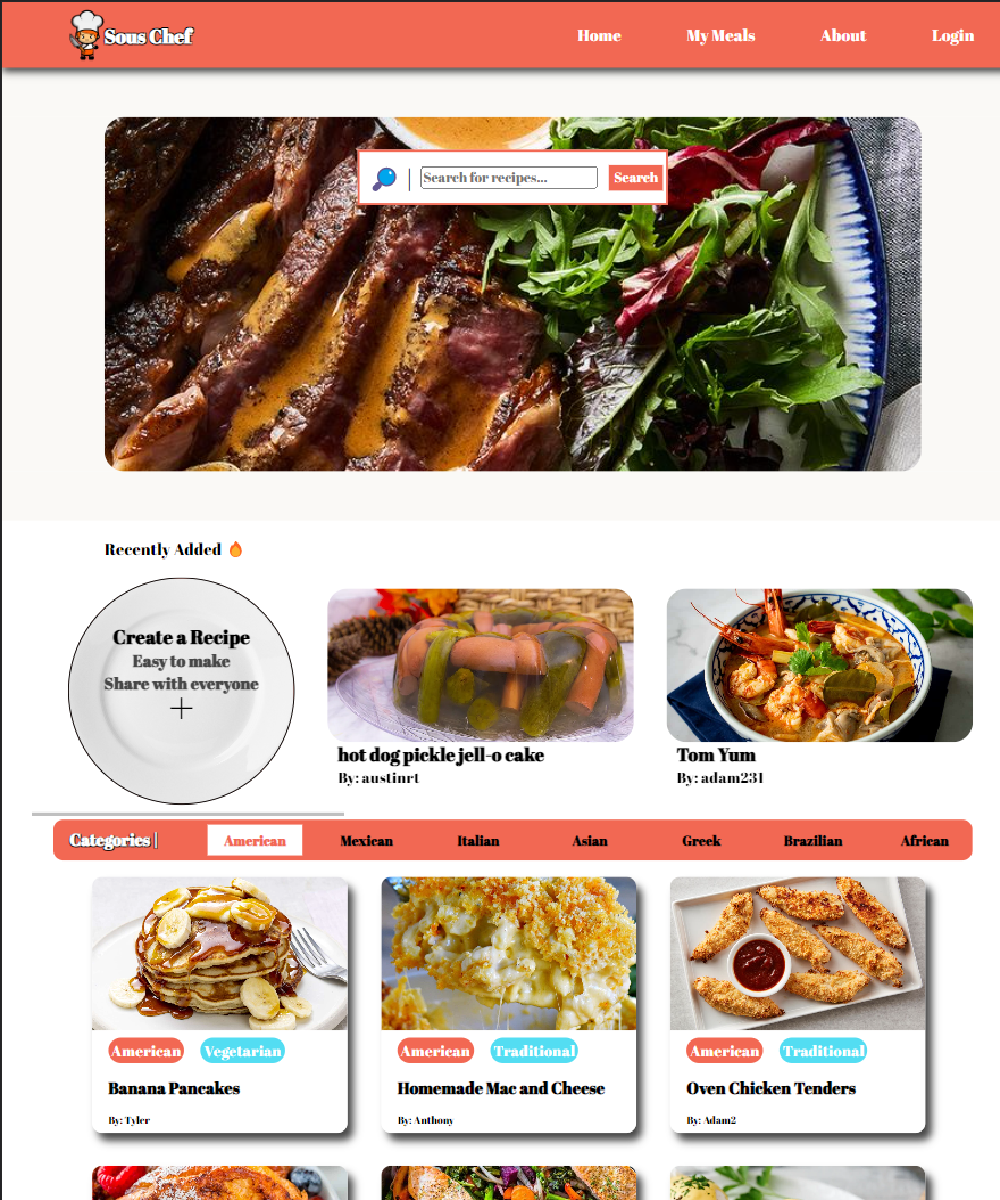 Sous Chef
Home My Meals About Login
Search for recipes... Search
Recently Added
Create a Recipe
Easy to make
Share with everyone
hot dog pickle jell-o cake
By: austinrt
Tom Yum
By: adam231
Categories | American Mexican Italian Asian Greek Brazilian African
American Vegetarian
Banana Pancakes
By: Tyler
American Traditional
Homemade Mac and Cheese
By: Anthony
American Traditional
Oven Chicken Tenders
By: Adam2